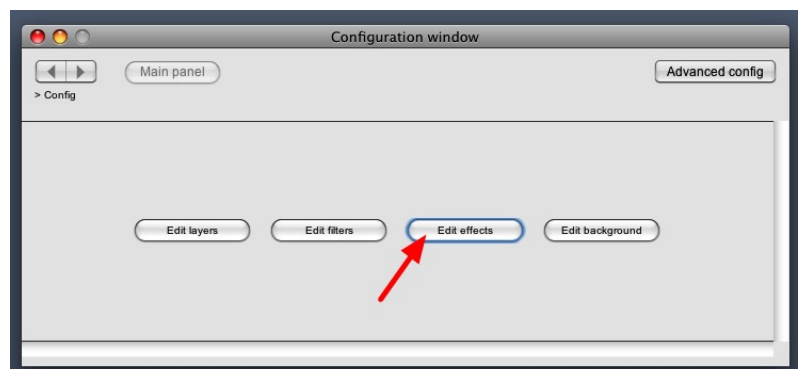 Configuration window
Main panel
Advanced config
> Config
Edit layers
Edit filters
Edit effects
Edit background